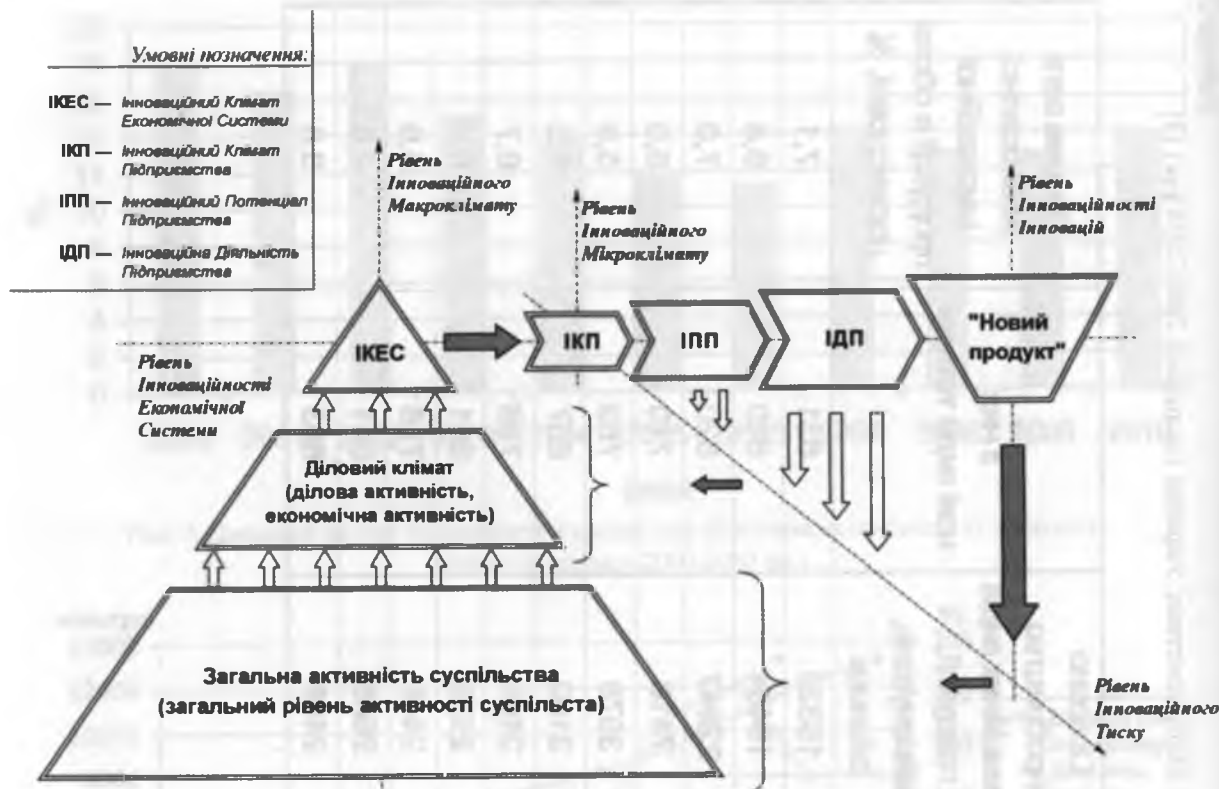 Умовні позначення:
ІКЕС — Інноваційний Клімат
Економічної Системи
ІКП — Інноваційний Клімат
Підприємства
ІПП — Інноваційний Потенціал
Підприємства
ІДП — Інноваційна Діяльність
Підприємства
Рівень
Інноваційного
Макроклімату
Рівень
Інноваційного
Мікроклімату
Рівень
Інноваційності
Інновацій
ІКЕС
ІКП
ІПП
ІДП
"Новий
продукт"
Рівень
Інноваційності
Економічної
Системи
Діловий клімат
(ділова активність,
економічна активність)
Загальна активність суспільства
(загальний рівень активності суспільста)
Рівень
Інноваційного
Тиску